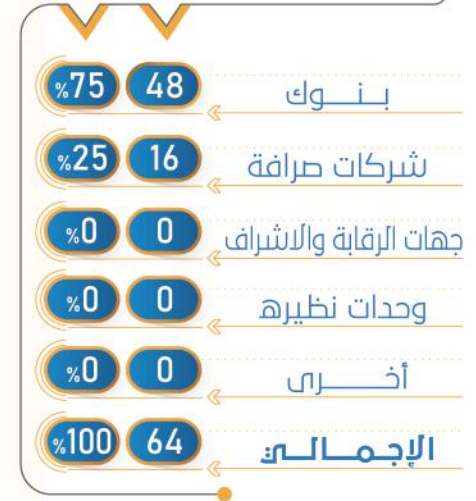 بنوك 48 %75
شركات صرافة 16 %25
جهات الرقابة والاشراف 0 %0
وحدات نظيره 0 %0
أخرى 0 %0
الإجمالي 64 %100